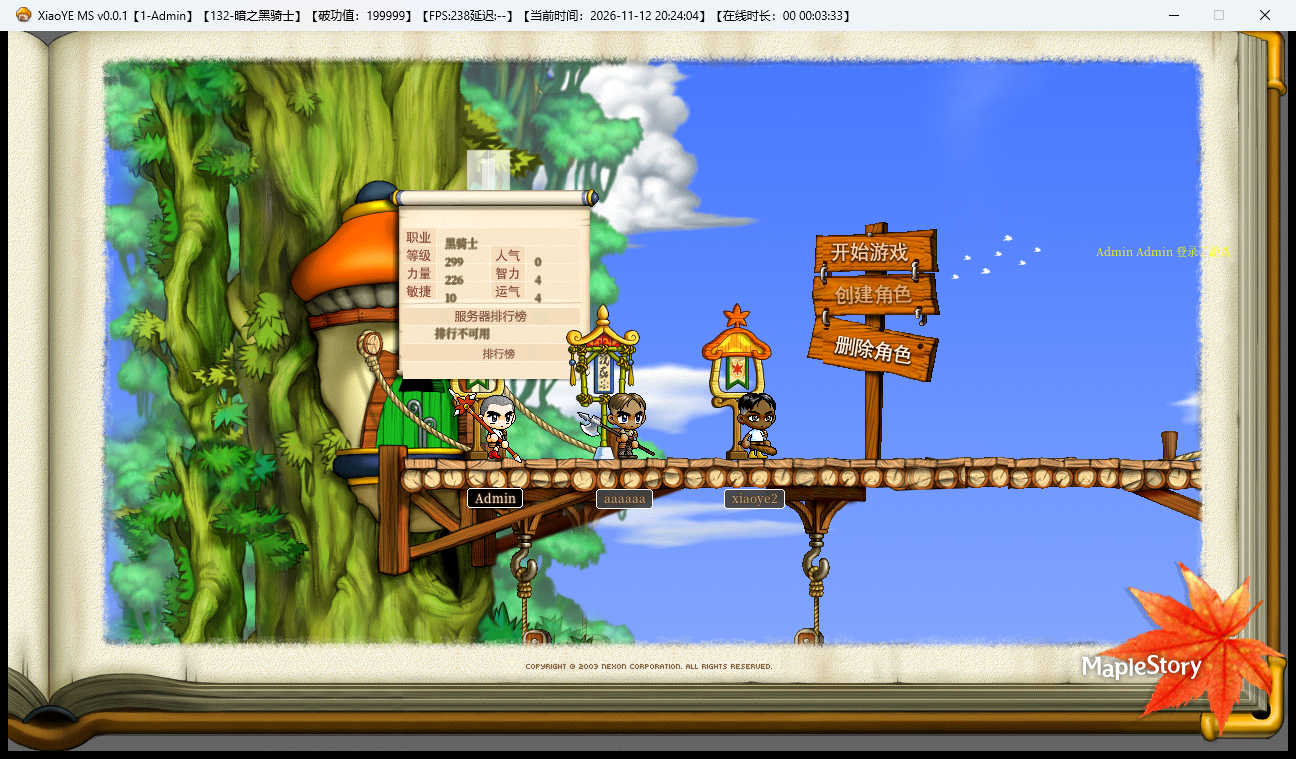 XiaoYE MS v0.0.1【1-Admin】【132-暗之黑骑士】【破功值：199999】【FPS:238延迟:--】【当前时间：2026-11-12 20:24:04】【在线时长：00 00:03:33】
职业 黑骑士
等级 299 人气 0
力量 226 智力 4
敏捷 10 运气 4
服务器排行榜
排行不可用
排行榜
开始游戏
创建角色
删除角色
Admin Admin 登录
Admin
aaaaaa
xiaoye2
COPYRIGHT © 2003 NEXON CORPORATION. ALL RIGHTS RESERVED.
MapleStory